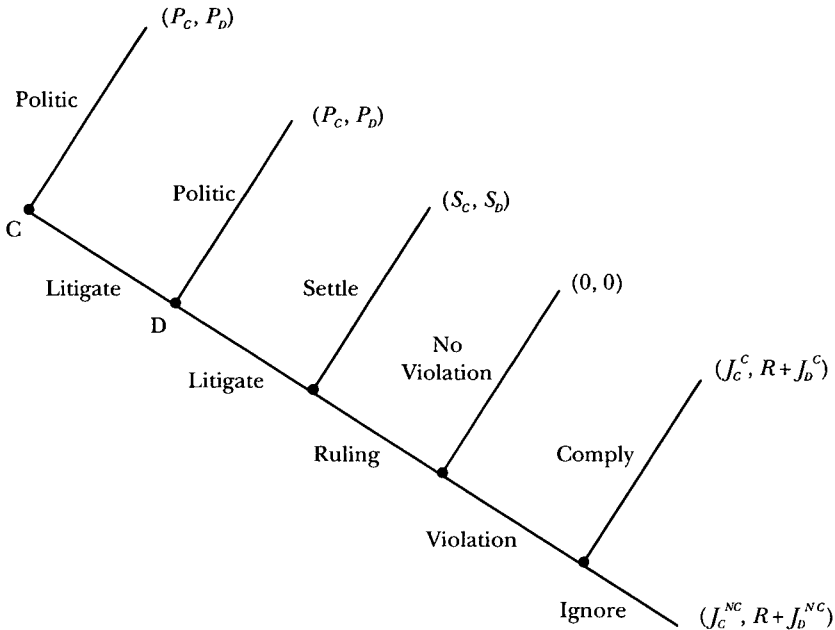 (P_C, P_D)
Politic
(P_C, P_D)
Politic
(S_C, S_D)
C
Litigate
Settle
(0, 0)
D
No
Violation
Litigate
(J_C^C, R + J_D^C)
Ruling
Comply
Violation
Ignore
(J_C^{NC}, R + J_D^{NC})